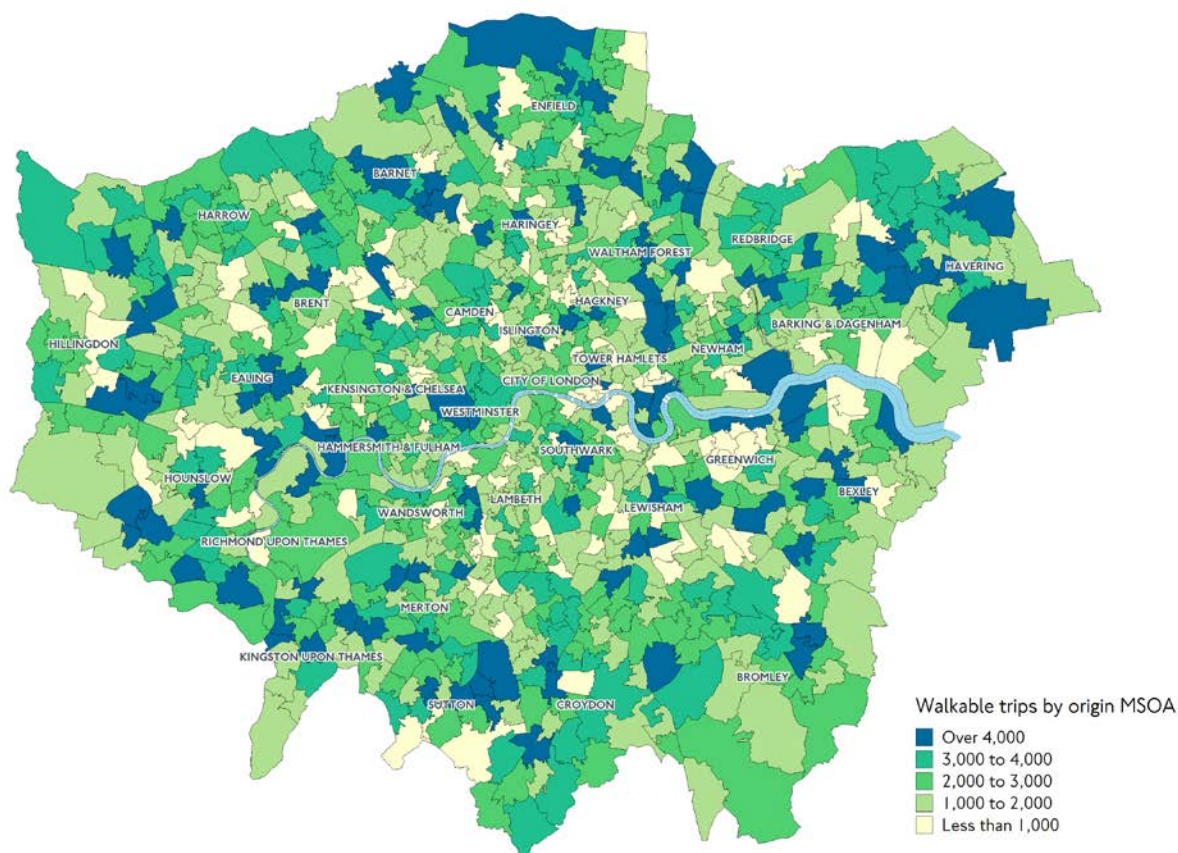 ENFIELD
BARNET
HARROW
HARINGEY
REDBRIDGE
WALTHAM FOREST
HAVERING
BRENT
HACKNEY
CAMDEN
ISLINGTON
BARKING & DAGENHAM
HILLINGDON
NEWHAM
TOWER HAMLETS
EALING
CITY OF LONDON
KENSINGTON & CHELSEA
WESTMINSTER
HAMMERSMITH & FULHAM
SOUTHWARK
GREENWICH
HOUNSLOW
BEXLEY
LAMBETH
WANDSWORTH
LEWISHAM
RICHMOND UPON THAMES
MERTON
KINGSTON UPON THAMES
BROMLEY
SUTTON
CROYDON
Walkable trips by origin MSOA
Over 4,000
3,000 to 4,000
2,000 to 3,000
1,000 to 2,000
Less than 1,000